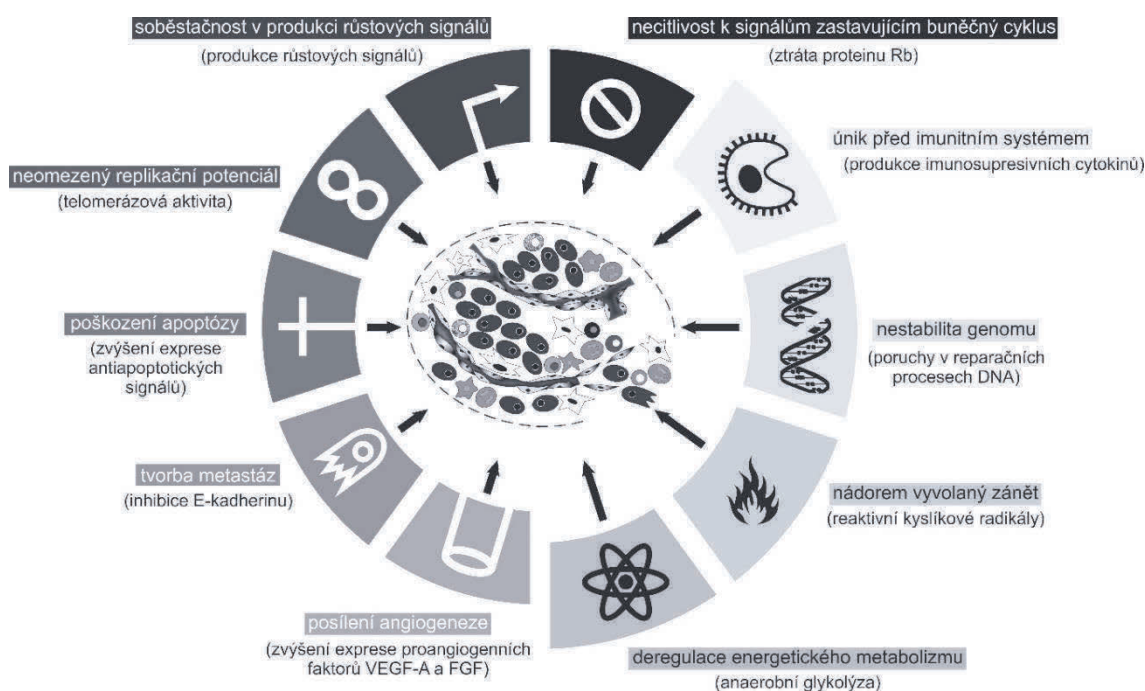 soběstačnost v produkci růstových signálů
(produkce růstových signálů)
necitlivost k signálům zastavujícím buněčný cyklus
(ztráta proteinu Rb)
únik před imunitním systémem
(produkce imunosupresivních cytokinů)
neomezený replikační potenciál
(telomerázová aktivita)
nestabilita genomu
(poruchy v reparačních
procesech DNA)
poškození apoptózy
(zvýšení exprese
antiapoptotických
signálů)
tvorba metastáz
(inhibice E-kadherinu)
nádorem vyvolaný zánět
(reaktivní kyslíkové radikály)
posílení angiogeneze
(zvýšení exprese proangiogenních
faktorů VEGF-A a FGF)
deregulace energetického metabolizmu
(anaerobní glykolýza)